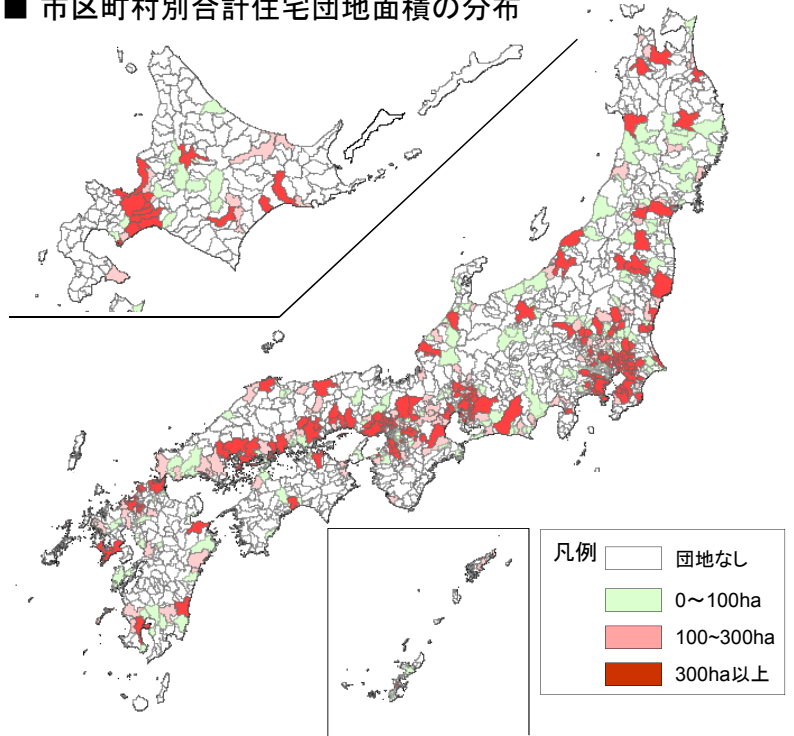 ■ 市区町村別合計住宅団地面積の分布
凡例
団地なし
0～100ha
100~300ha
300ha以上